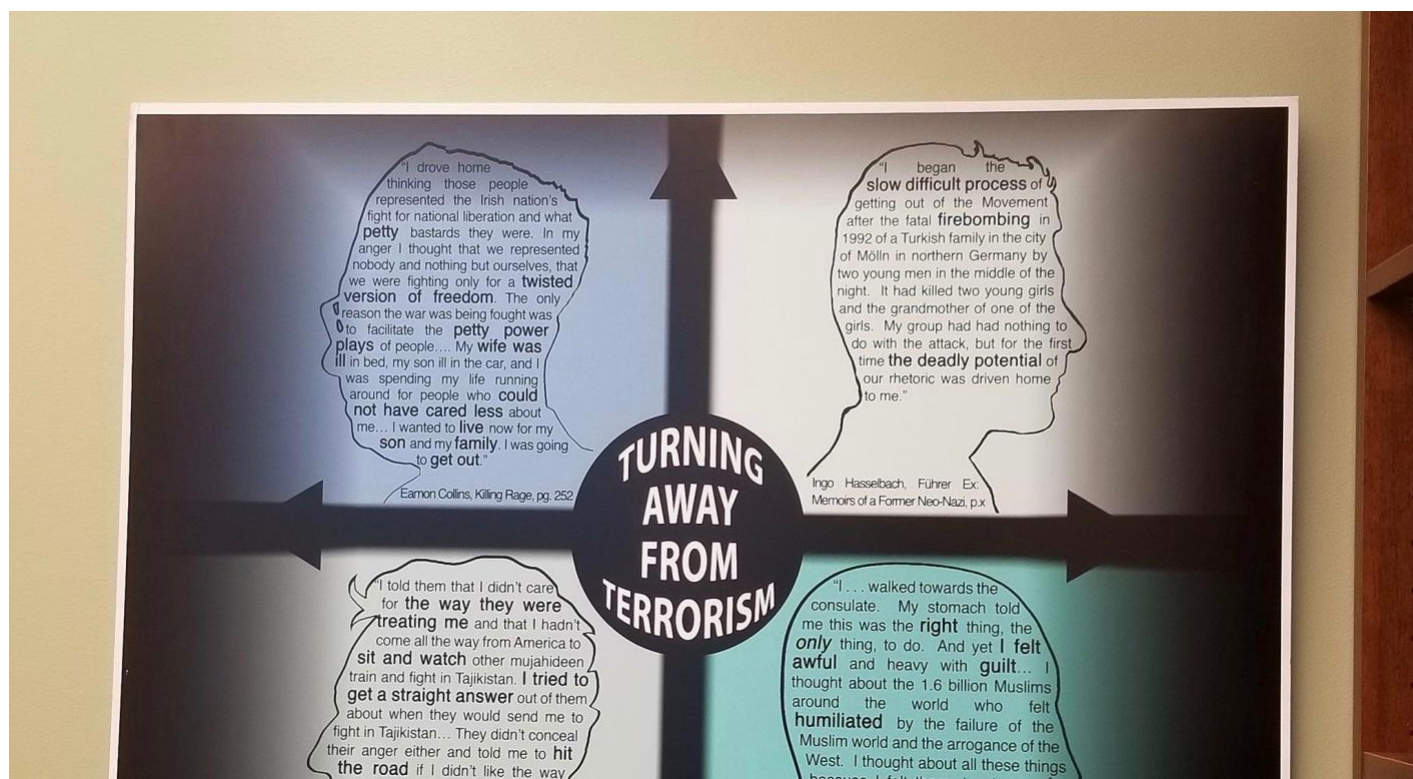 "I drove home
thinking those people
represented the Irish nation's
fight for national liberation and what
petty bastards they were. In my
anger I thought that we represented
nobody and nothing but ourselves, that
we were fighting only for a twisted
version of freedom. The only
reason the war was being fought was
to facilitate the petty power
plays of people.... My wife was
ill in bed, my son ill in the car, and I
was spending my life running
around for people who could
not have cared less about
me... I wanted to live now for my
son and my family. I was going
to get out."
Eamon Collins, Killing Rage, pg. 252
"I began the
slow difficult process of
getting out of the Movement
after the fatal firebombing in
1992 of a Turkish family in the city
of Mölln in northern Germany by
two young men in the middle of the
night. It had killed two young girls
and the grandmother of one of the
girls. My group had had nothing to
do with the attack, but for the first
time the deadly potential of
our rhetoric was driven home
to me."
Ingo Hasselbach, Führer Ex:
Memoirs of a Former Neo-Nazi, p.x
TURNING
AWAY
FROM
TERRORISM
"I told them that I didn't care
for the way they were
treating me and that I hadn't
come all the way from America to
sit and watch other mujahideen
train and fight in Tajikistan. I tried to
get a straight answer out of them
about when they would send me to
fight in Tajikistan... They didn't conceal
their anger either and told me to hit
the road if I didn't like the way
"I . . . walked towards the
consulate. My stomach told
me this was the right thing, the
only thing, to do. And yet I felt
awful and heavy with guilt... I
thought about the 1.6 billion Muslims
around the world who felt
humiliated by the failure of the
Muslim world and the arrogance of the
West. I thought about all these things